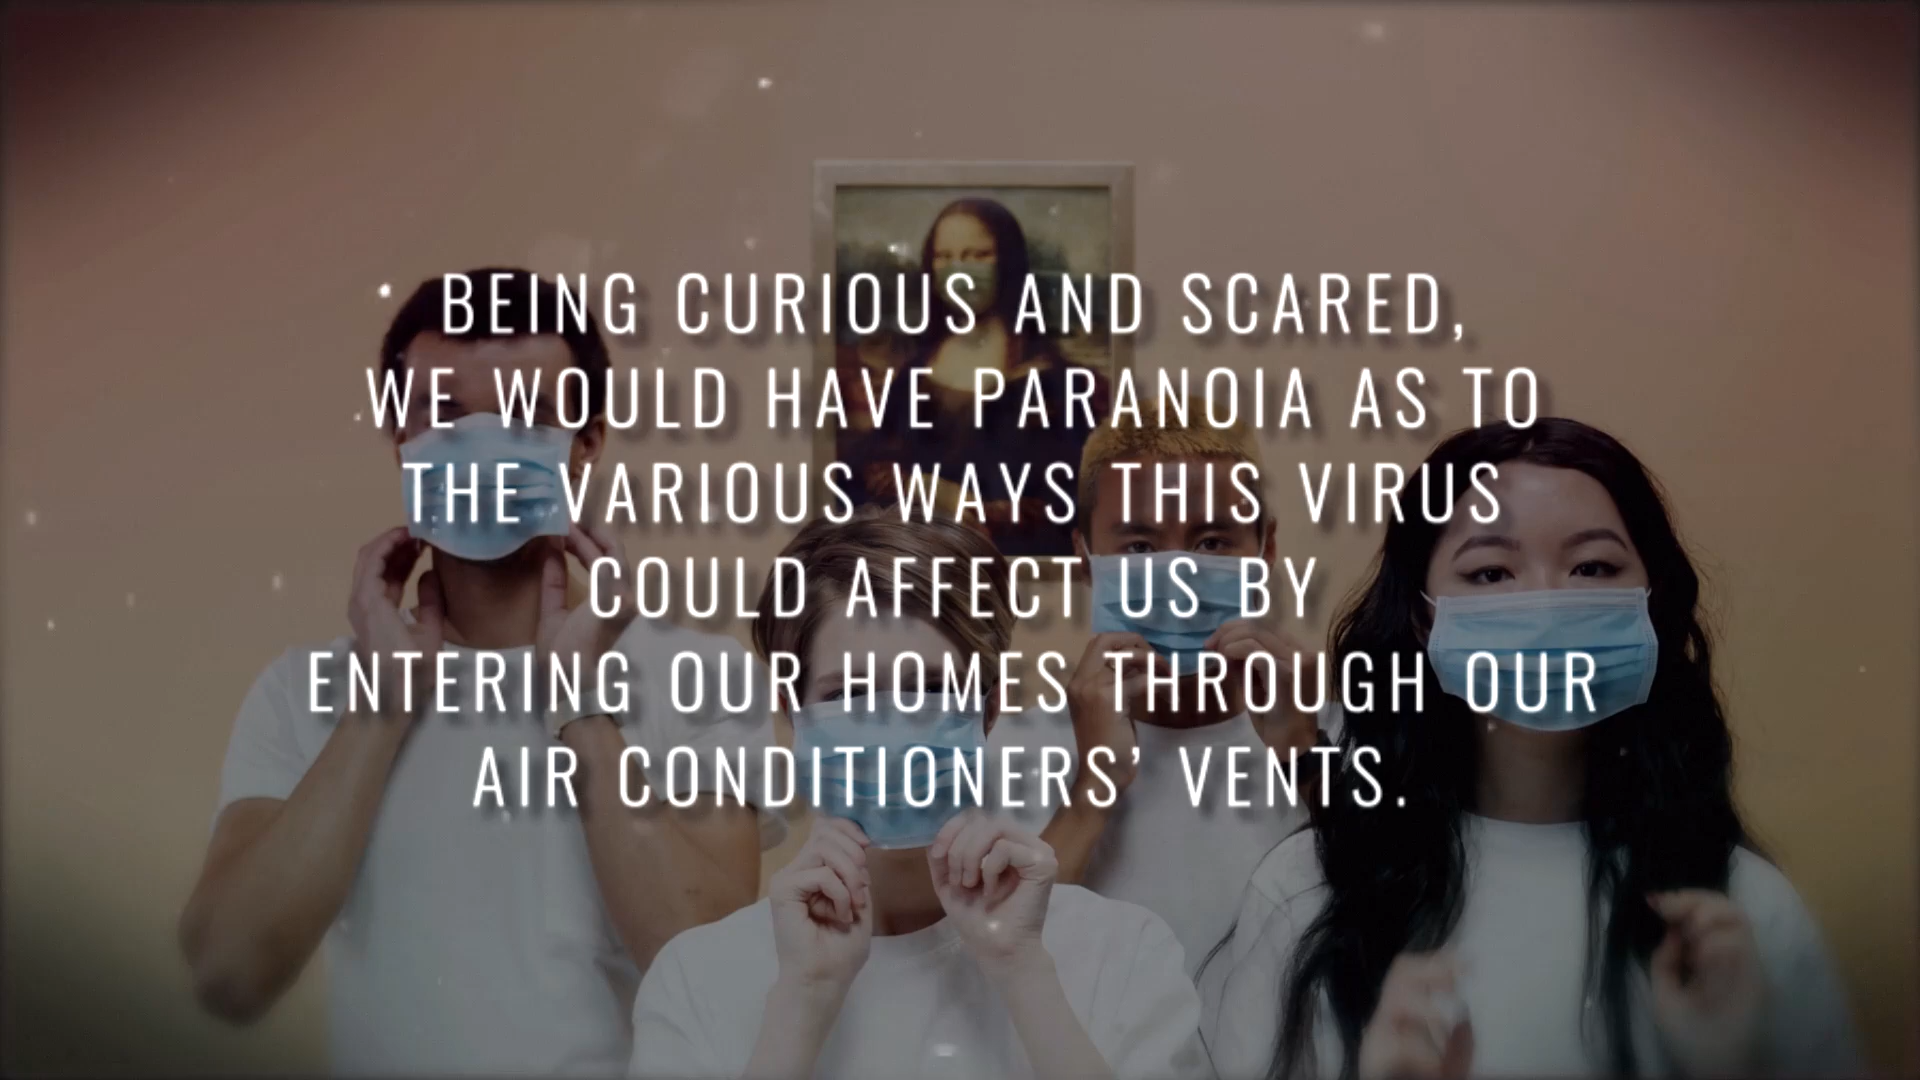 BEING CURIOUS AND SCARED,
WE WOULD HAVE PARANOIA AS TO
THE VARIOUS WAYS THIS VIRUS
COULD AFFECT US BY
ENTERING OUR HOMES THROUGH OUR
AIR CONDITIONERS’ VENTS.